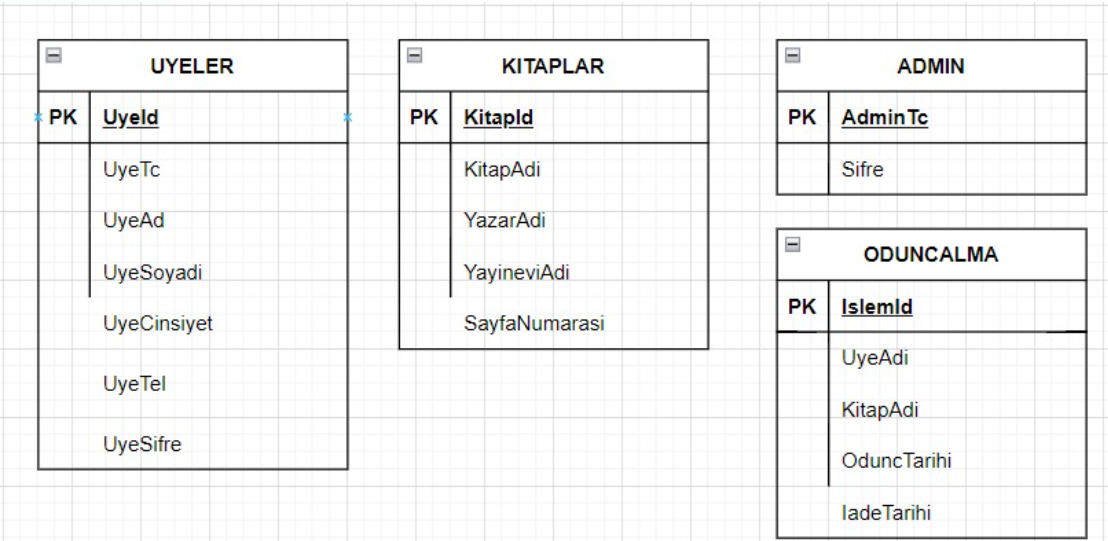 UYELER
PK UyeId
UyeTc
UyeAd
UyeSoyadi
UyeCinsiyet
UyeTel
UyeSifre
KITAPLAR
PK KitapId
KitapAdi
YazarAdi
YayineviAdi
SayfaNumarasi
ADMIN
PK AdminTc
Sifre
ODUNCALMA
PK IslemId
UyeAdi
KitapAdi
OduncTarihi
IadeTarihi